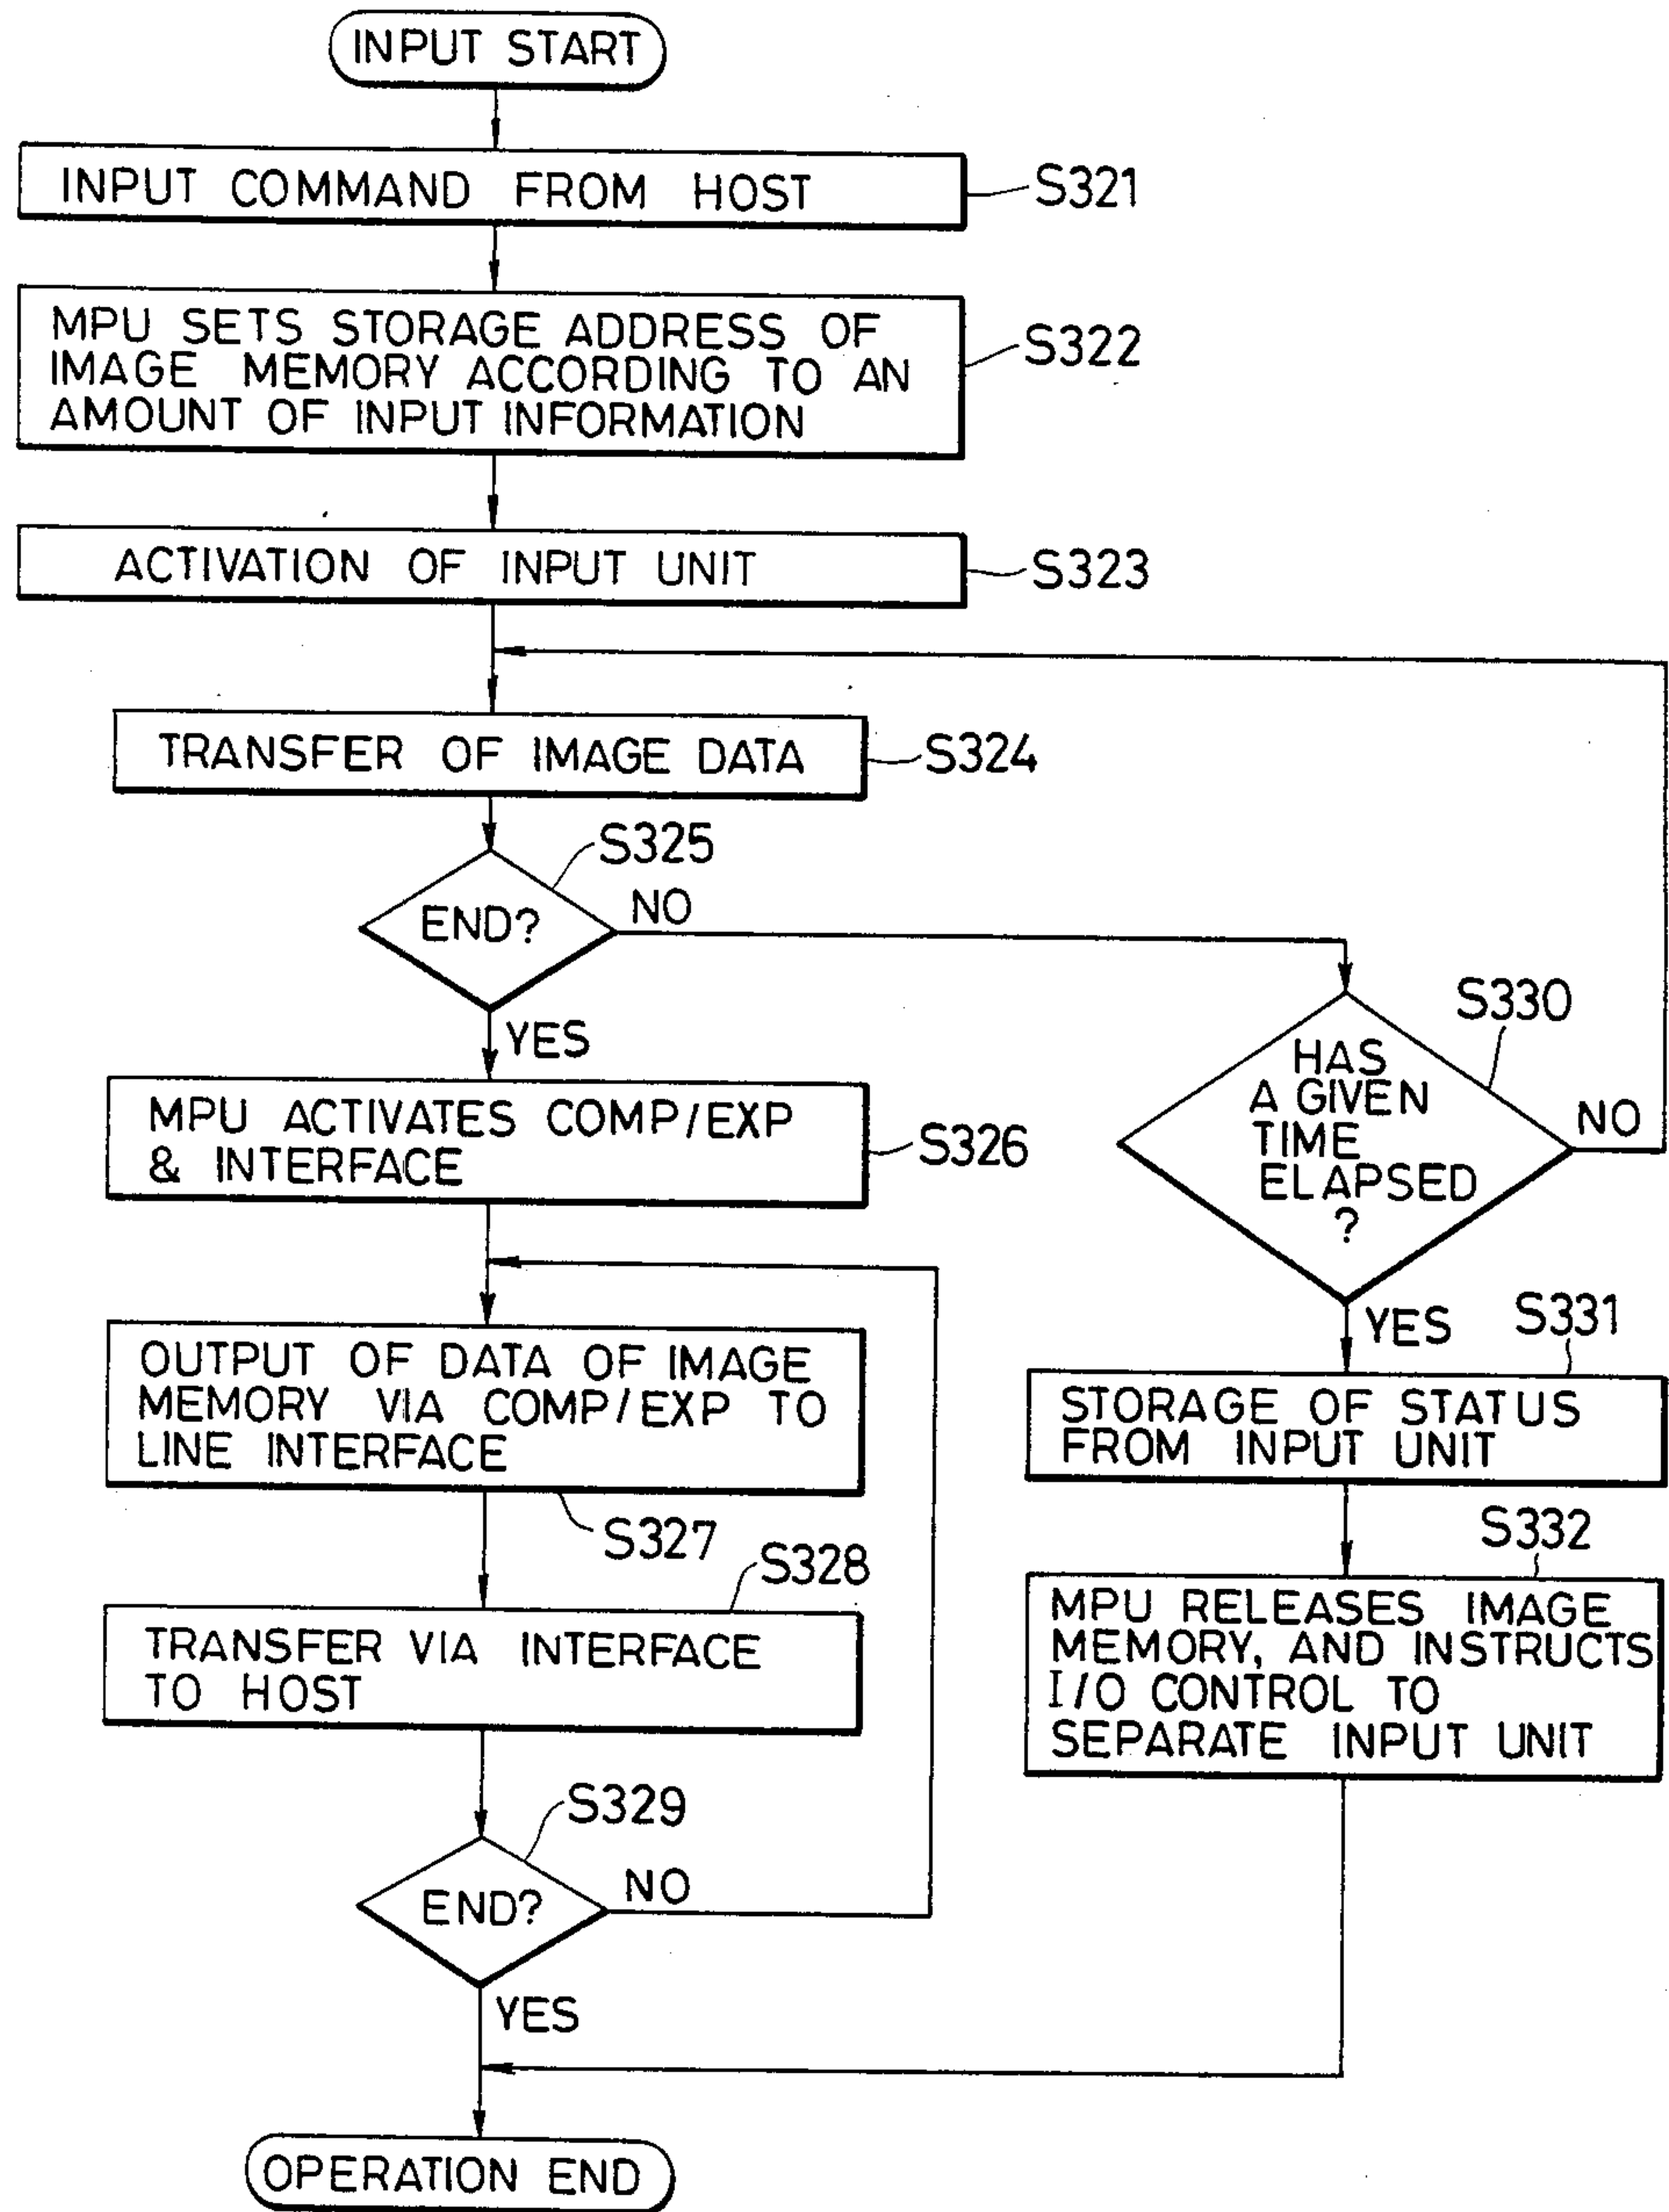 INPUT START
INPUT COMMAND FROM HOST
S321
MPU SETS STORAGE ADDRESS OF
IMAGE MEMORY ACCORDING TO AN
AMOUNT OF INPUT INFORMATION
S322
ACTIVATION OF INPUT UNIT
S323
TRANSFER OF IMAGE DATA
S324
S325
END?
NO
YES
S330
HAS
A GIVEN
TIME
ELAPSED
?
NO
YES
MPU ACTIVATES COMP/EXP
& INTERFACE
S326
OUTPUT OF DATA OF IMAGE
MEMORY VIA COMP/EXP TO
LINE INTERFACE
S327
S331
STORAGE OF STATUS
FROM INPUT UNIT
S328
TRANSFER VIA INTERFACE
TO HOST
S332
MPU RELEASES IMAGE
MEMORY, AND INSTRUCTS
I/O CONTROL TO
SEPARATE INPUT UNIT
S329
END?
NO
YES
OPERATION END